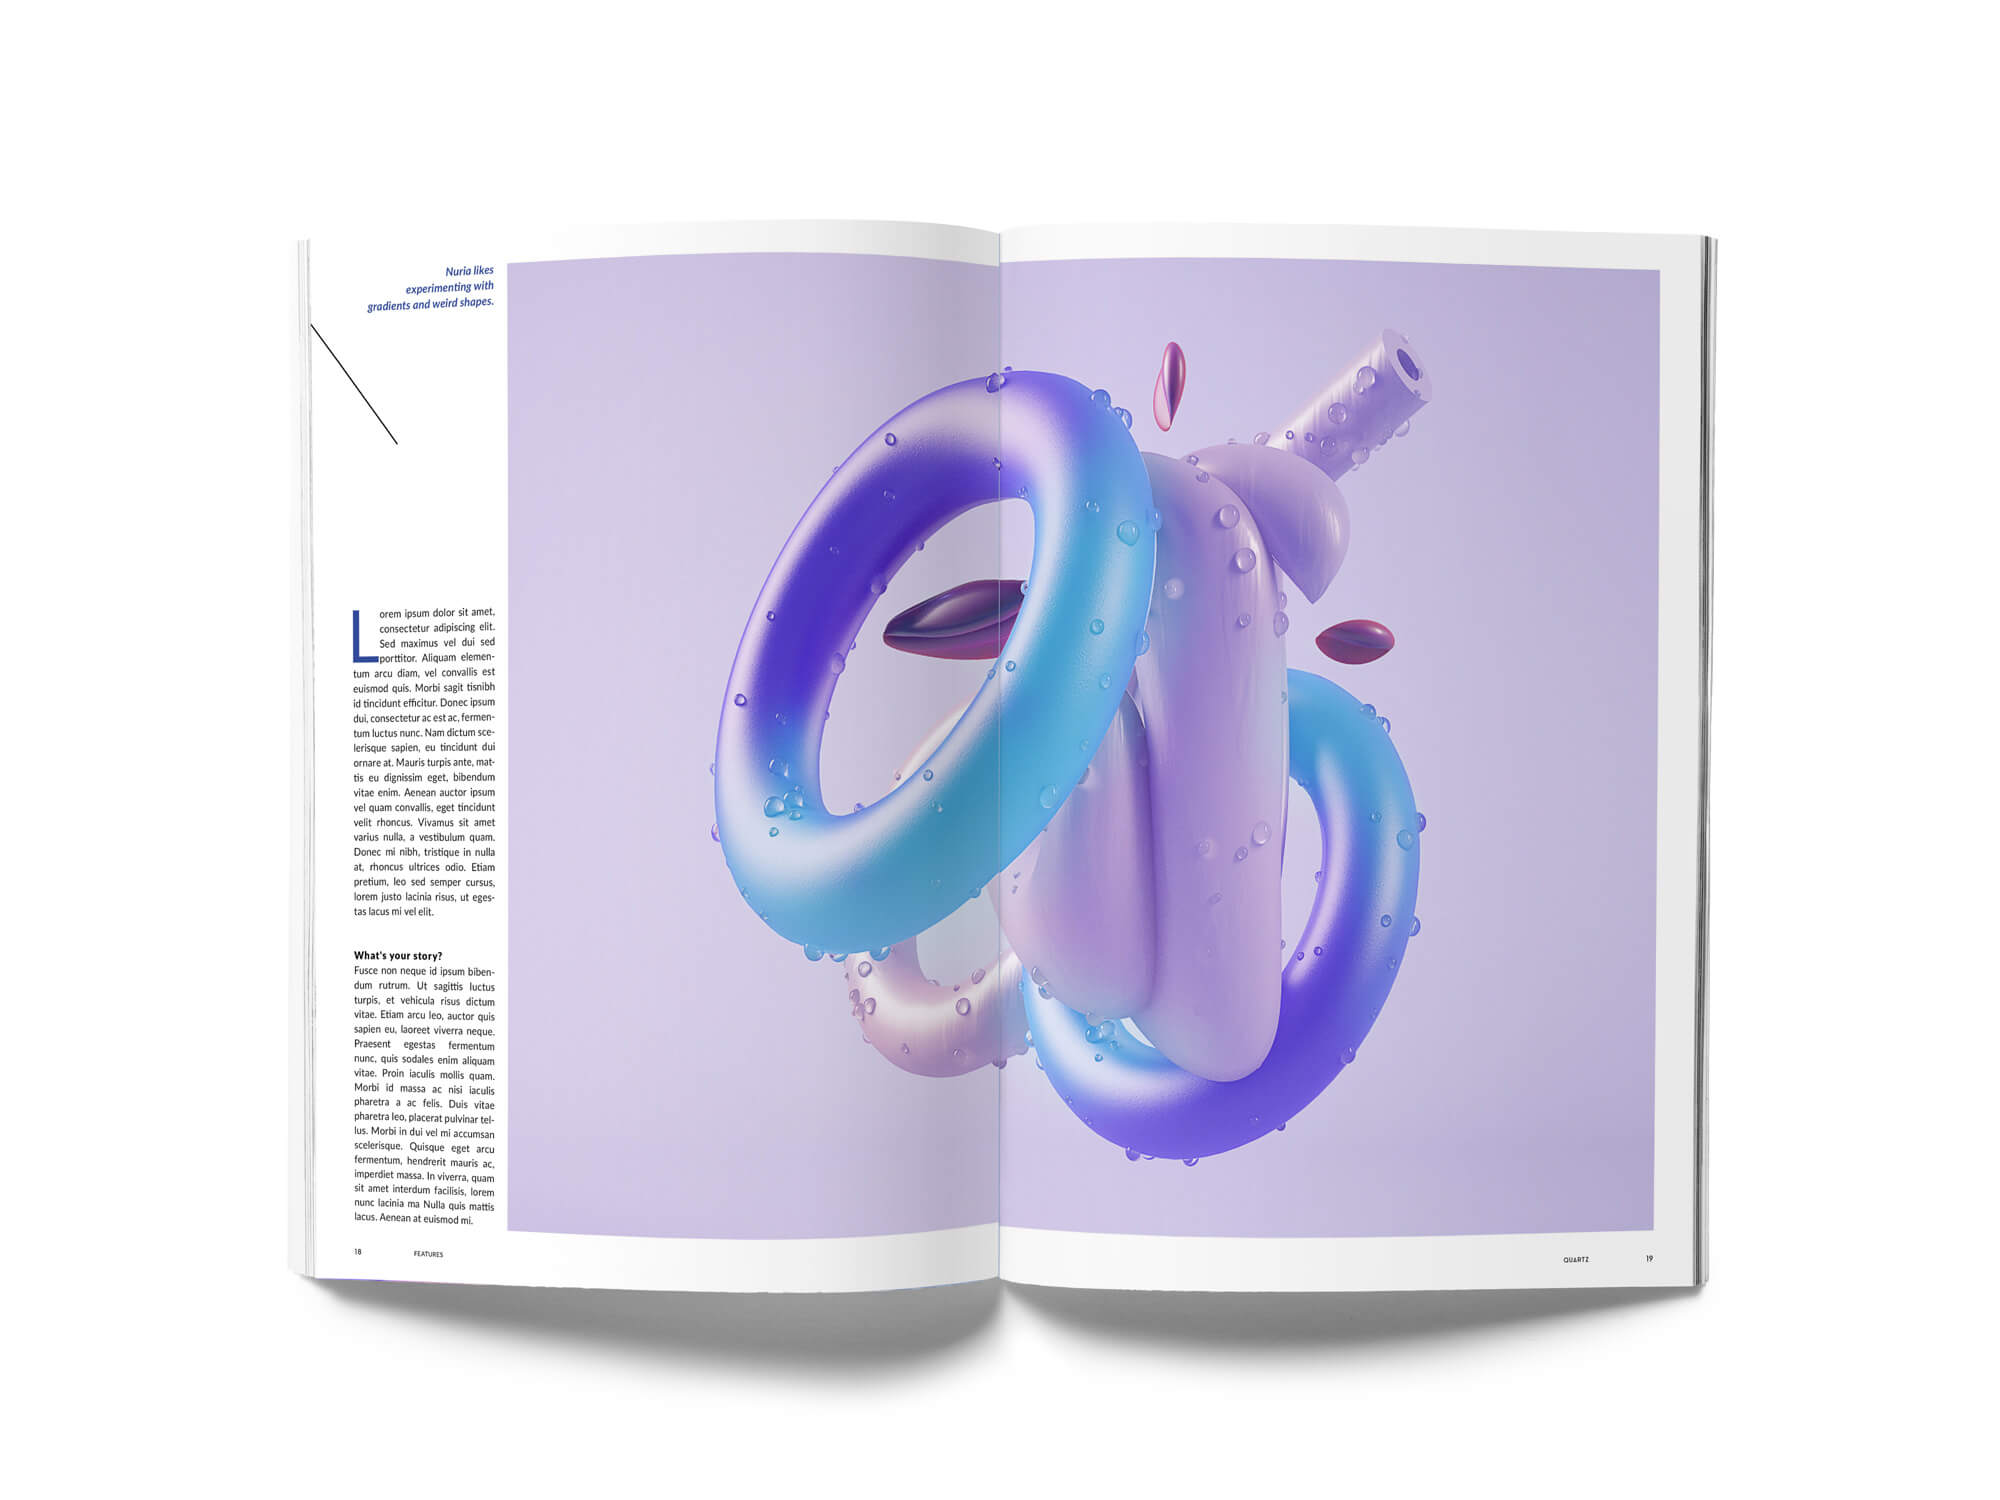 Nuria likes
experimenting with
gradients and weird shapes.
Lorem ipsum dolor sit amet,
consectetur adipiscing elit.
Sed maximus vel dui sed
porttitor. Aliquam elemen-
tum arcu diam, vel convallis est
euismod quis. Morbi sagit tisnibh
id tincidunt efficitur. Donec ipsum
dui, consectetur ac est ac, fermen-
tum luctus nunc. Nam dictum sce-
lerisque sapien, eu tincidunt dui
ornare at. Mauris turpis ante, mat-
tis eu dignissim eget, bibendum
vitae enim. Aenean auctor ipsum
vel quam convallis, eget tincidunt
velit rhoncus. Vivamus sit amet
varius nulla, a vestibulum quam.
Donec mi nibh, tristique in nulla
at, rhoncus ultrices odio. Etiam
pretium, leo sed semper cursus,
lorem justo lacinia risus, ut eges-
tas lacus mi vel elit.
What's your story?
Fusce non neque id ipsum biben-
dum rutrum. Ut sagittis luctus
turpis, et vehicula risus dictum
vitae. Etiam arcu leo, auctor quis
sapien eu, laoreet viverra neque.
Praesent egestas fermentum
nunc, quis sodales enim aliquam
vitae. Proin iaculis mollis quam.
Morbi id massa ac nisi iaculis
pharetra a ac felis. Duis vitae
pharetra leo, placerat pulvinar tel-
lus. Morbi in dui vel mi accumsan
scelerisque. Quisque eget arcu
fermentum, hendrerit mauris ac,
imperdiet massa. In viverra, quam
sit amet interdum facilisis, lorem
nunc lacinia ma Nulla quis mattis
lacus. Aenean at euismod mi.
18 FEATURES
QUARTZ 19